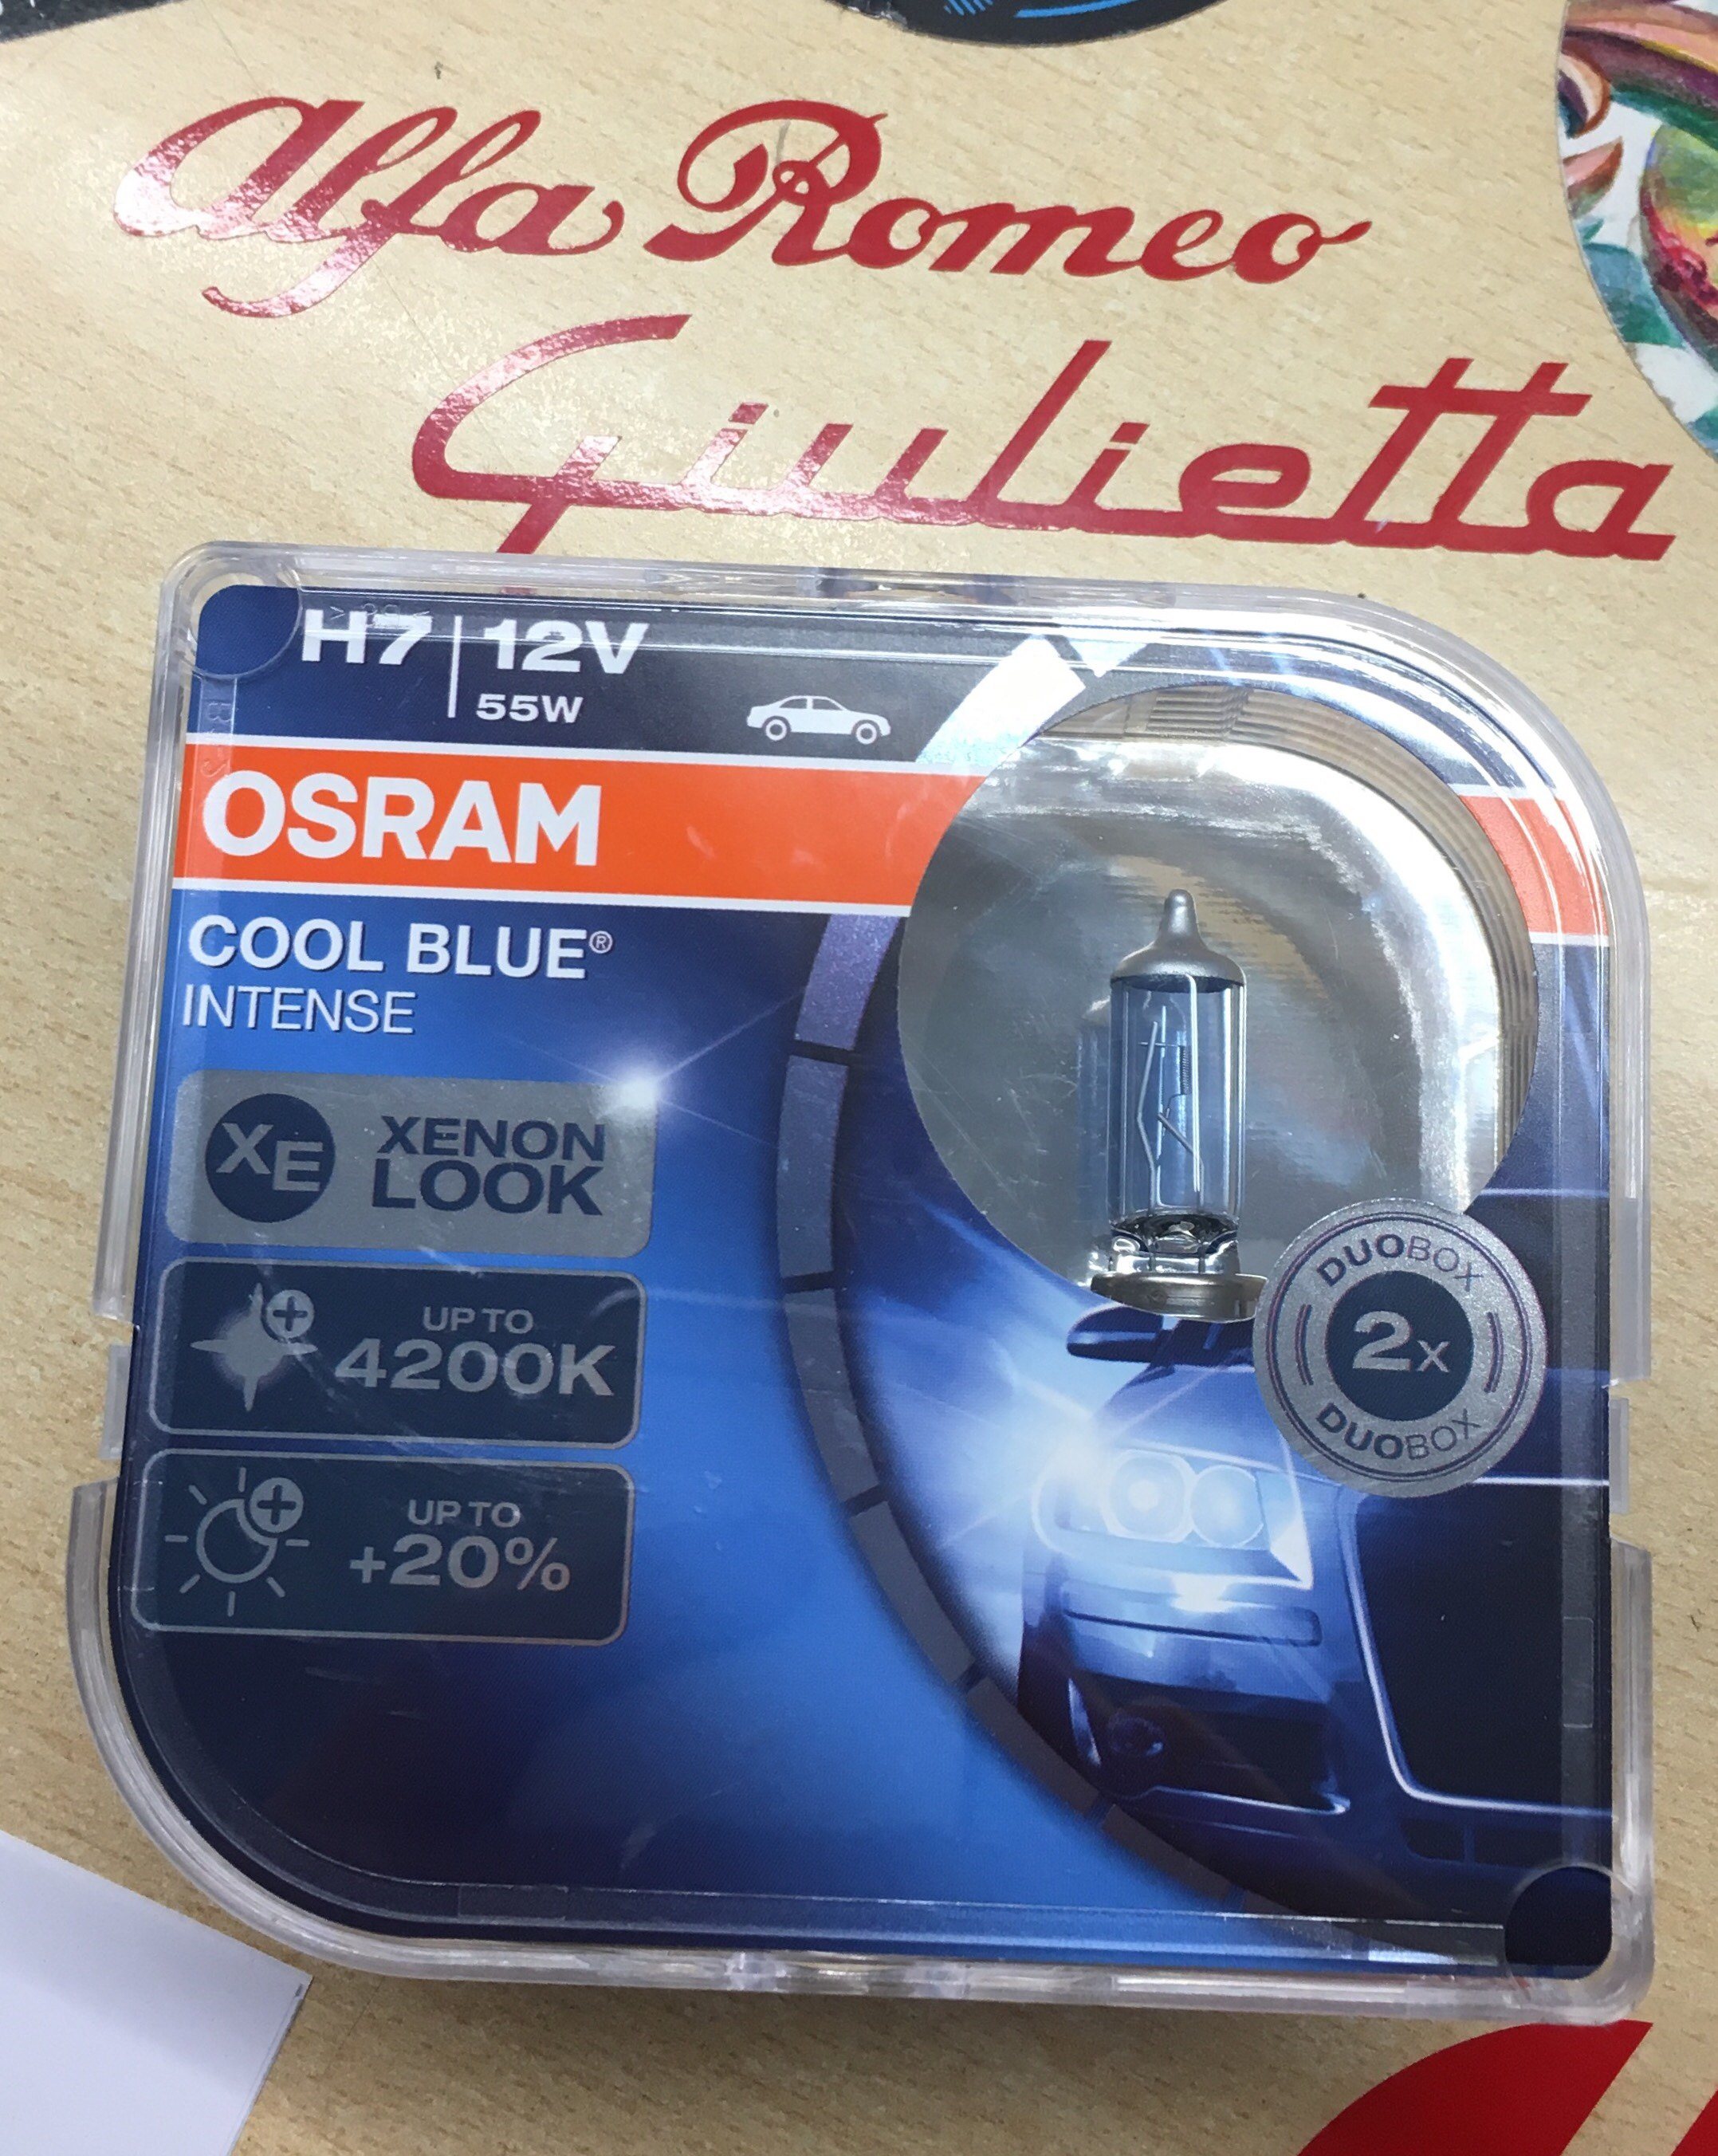 Alfa Romeo
Giulietta
H7 | 12V
55W
OSRAM
COOL BLUE®
INTENSE
XE XENON
LOOK
UP TO
4200K
UP TO
+20%
DUOBOX
2x
DUOBOX